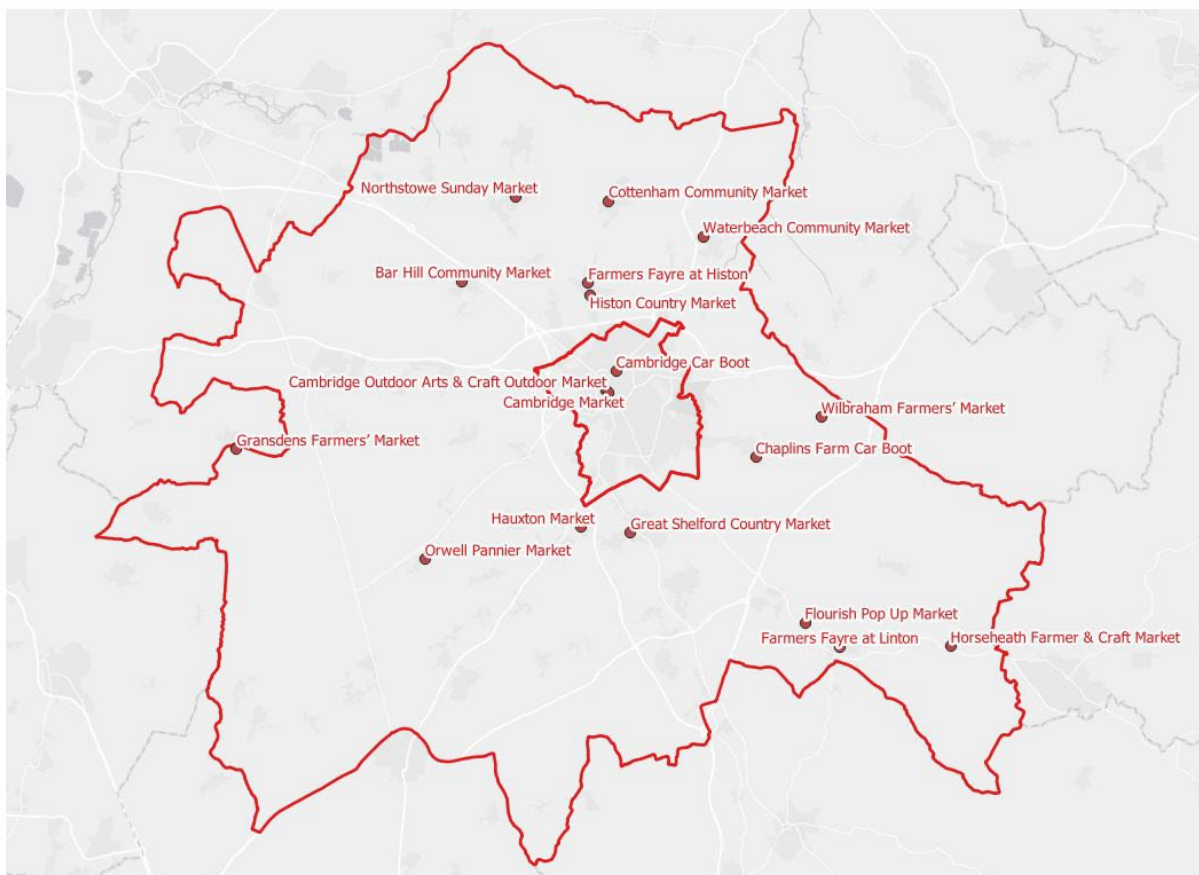 Northstowe Sunday Market
Cottenham Community Market
Waterbeach Community Market
Bar Hill Community Market
Farmers Fayre at Histon
Histon Country Market
Cambridge Car Boot
Cambridge Outdoor Arts & Craft Outdoor Market
Cambridge Market
Wilbraham Farmers’ Market
Gransdens Farmers’ Market
Chaplins Farm Car Boot
Hauxton Market
Great Shelford Country Market
Orwell Pannier Market
Flourish Pop Up Market
Farmers Fayre at Linton
Horseheath Farmer & Craft Market